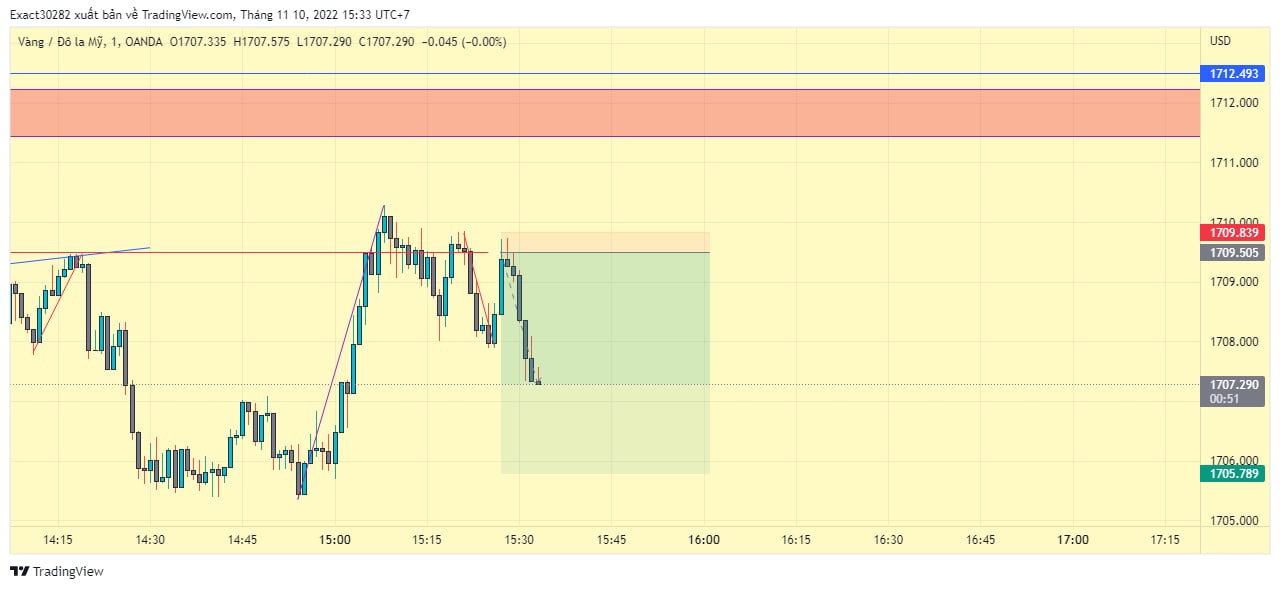 Exact30282 xuất bản về TradingView.com, Tháng 11 10, 2022 15:33 UTC+7
Vàng / Đô la Mỹ, 1, OANDA O1707.335 H1707.575 L1707.290 C1707.290 −0.045 (−0.00%)
USD
1712.493
1712.000
1711.000
1710.000
1709.839
1709.505
1709.000
1708.000
1707.290
00:51
1706.000
1705.789
1705.000
14:15 14:30 14:45 15:00 15:15 15:30 15:45 16:00 16:15 16:30 16:45 17:00 17:15
TradingView